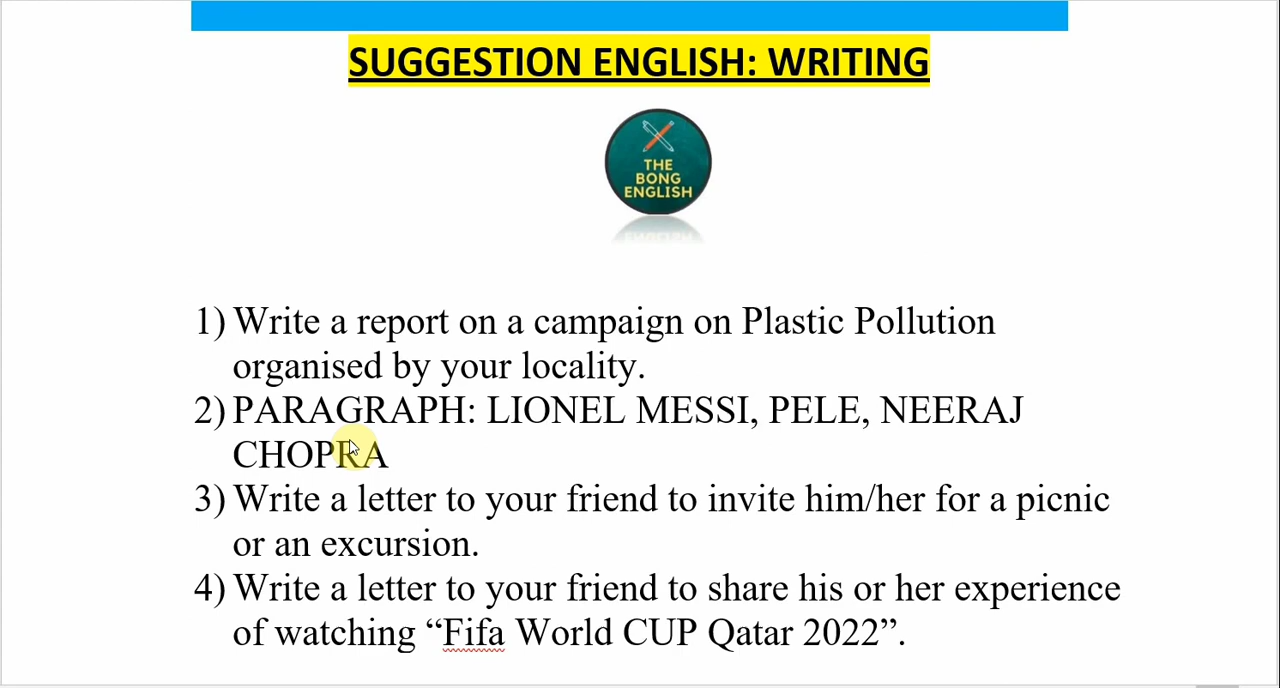 SUGGESTION ENGLISH: WRITING
THE
BONG
ENGLISH
1) Write a report on a campaign on Plastic Pollution
organised by your locality.
2) PARAGRAPH: LIONEL MESSI, PELE, NEERAJ
CHOPRA
3) Write a letter to your friend to invite him/her for a picnic
or an excursion.
4) Write a letter to your friend to share his or her experience
of watching “Fifa World CUP Qatar 2022”.